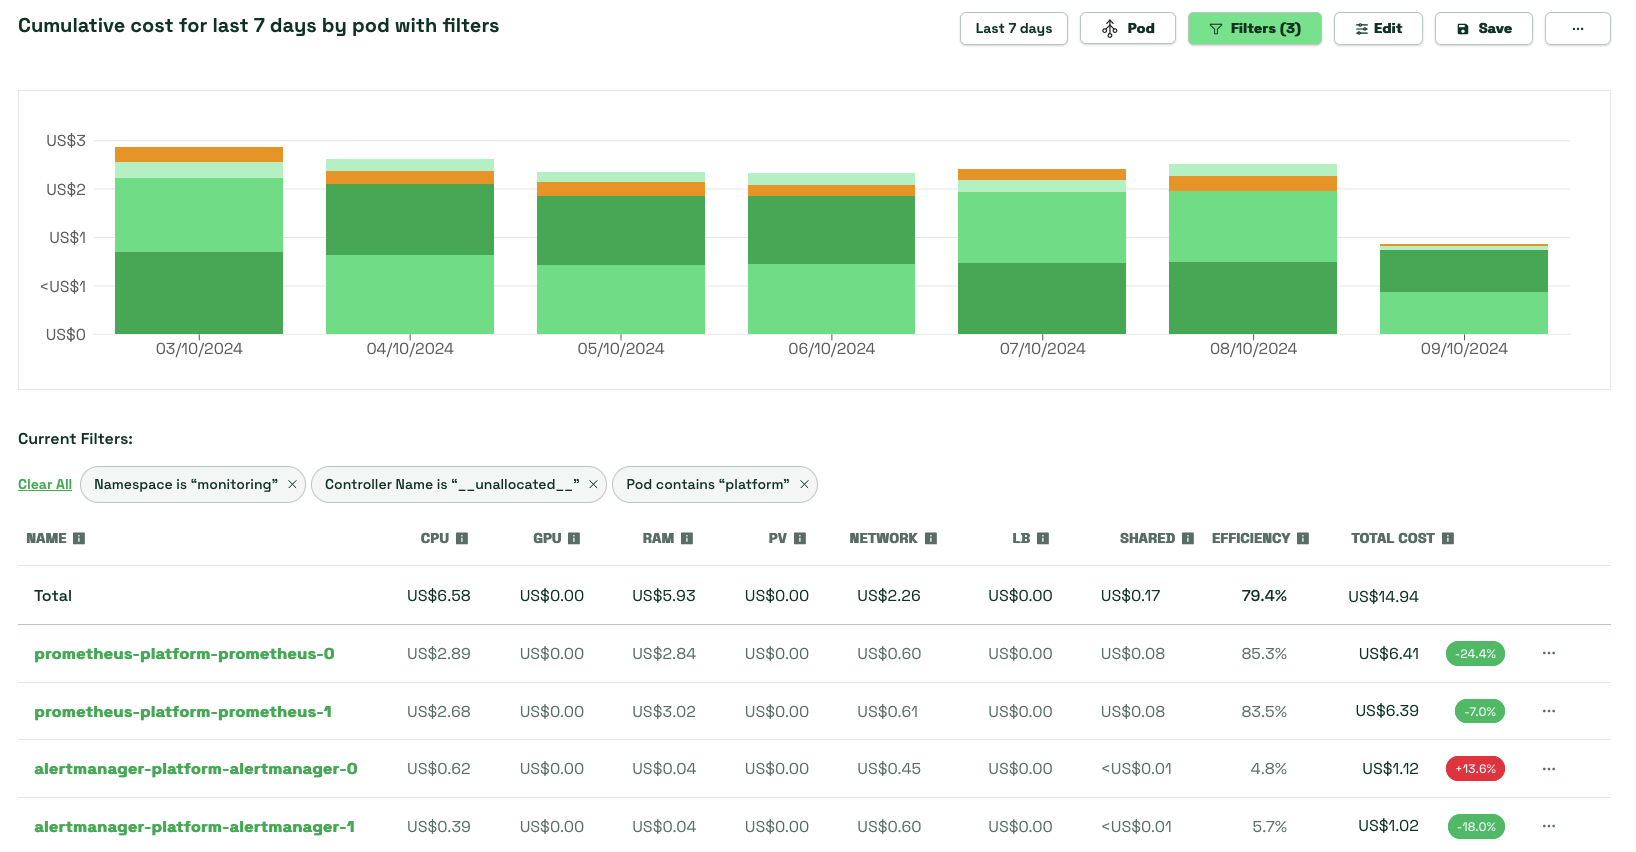 Cumulative cost for last 7 days by pod with filters
Last 7 days
Pod
Filters (3)
Edit
Save
...
US$3
US$2
US$1
<US$1
US$0
03/10/2024 04/10/2024 05/10/2024 06/10/2024 07/10/2024 08/10/2024 09/10/2024
Current Filters:
Clear All Namespace is “monitoring” × Controller Name is “__unallocated__” × Pod contains “platform” ×
NAME CPU GPU RAM PV NETWORK LB SHARED EFFICIENCY TOTAL COST
Total US$6.58 US$0.00 US$5.93 US$0.00 US$2.26 US$0.00 US$0.17 79.4% US$14.94
prometheus-platform-prometheus-0 US$2.89 US$0.00 US$2.84 US$0.00 US$0.60 US$0.00 US$0.08 85.3% US$6.41 -24.4% ...
prometheus-platform-prometheus-1 US$2.68 US$0.00 US$3.02 US$0.00 US$0.61 US$0.00 US$0.08 83.5% US$6.39 -7.0% ...
alertmanager-platform-alertmanager-0 US$0.62 US$0.00 US$0.04 US$0.00 US$0.45 US$0.00 <US$0.01 4.8% US$1.12 +13.6% ...
alertmanager-platform-alertmanager-1 US$0.39 US$0.00 US$0.04 US$0.00 US$0.60 US$0.00 <US$0.01 5.7% US$1.02 -18.0% ...